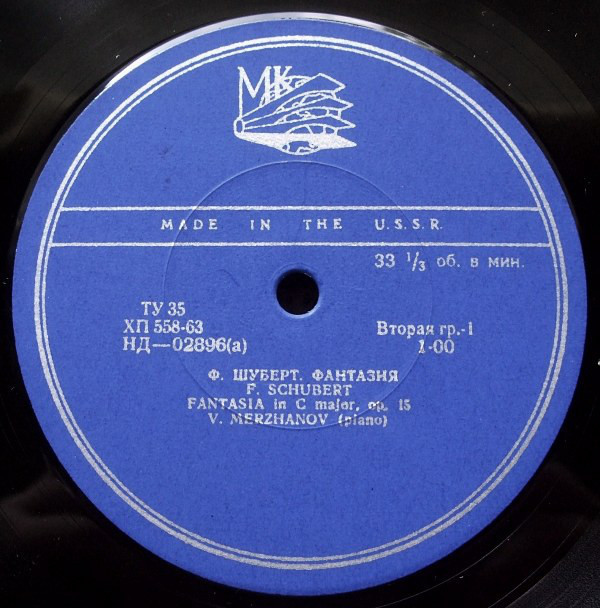 МК
MADE IN THE U.S.S.R.
33 1/3 об. в мин.
ТУ 35
ХП 558-63
НД—02896(а)
Вторая гр.-1
1-00
Ф. ШУБЕРТ. ФАНТАЗИЯ
F. SCHUBERT
FANTASIA in C major, op. 15
V. MERZHANOV (piano)